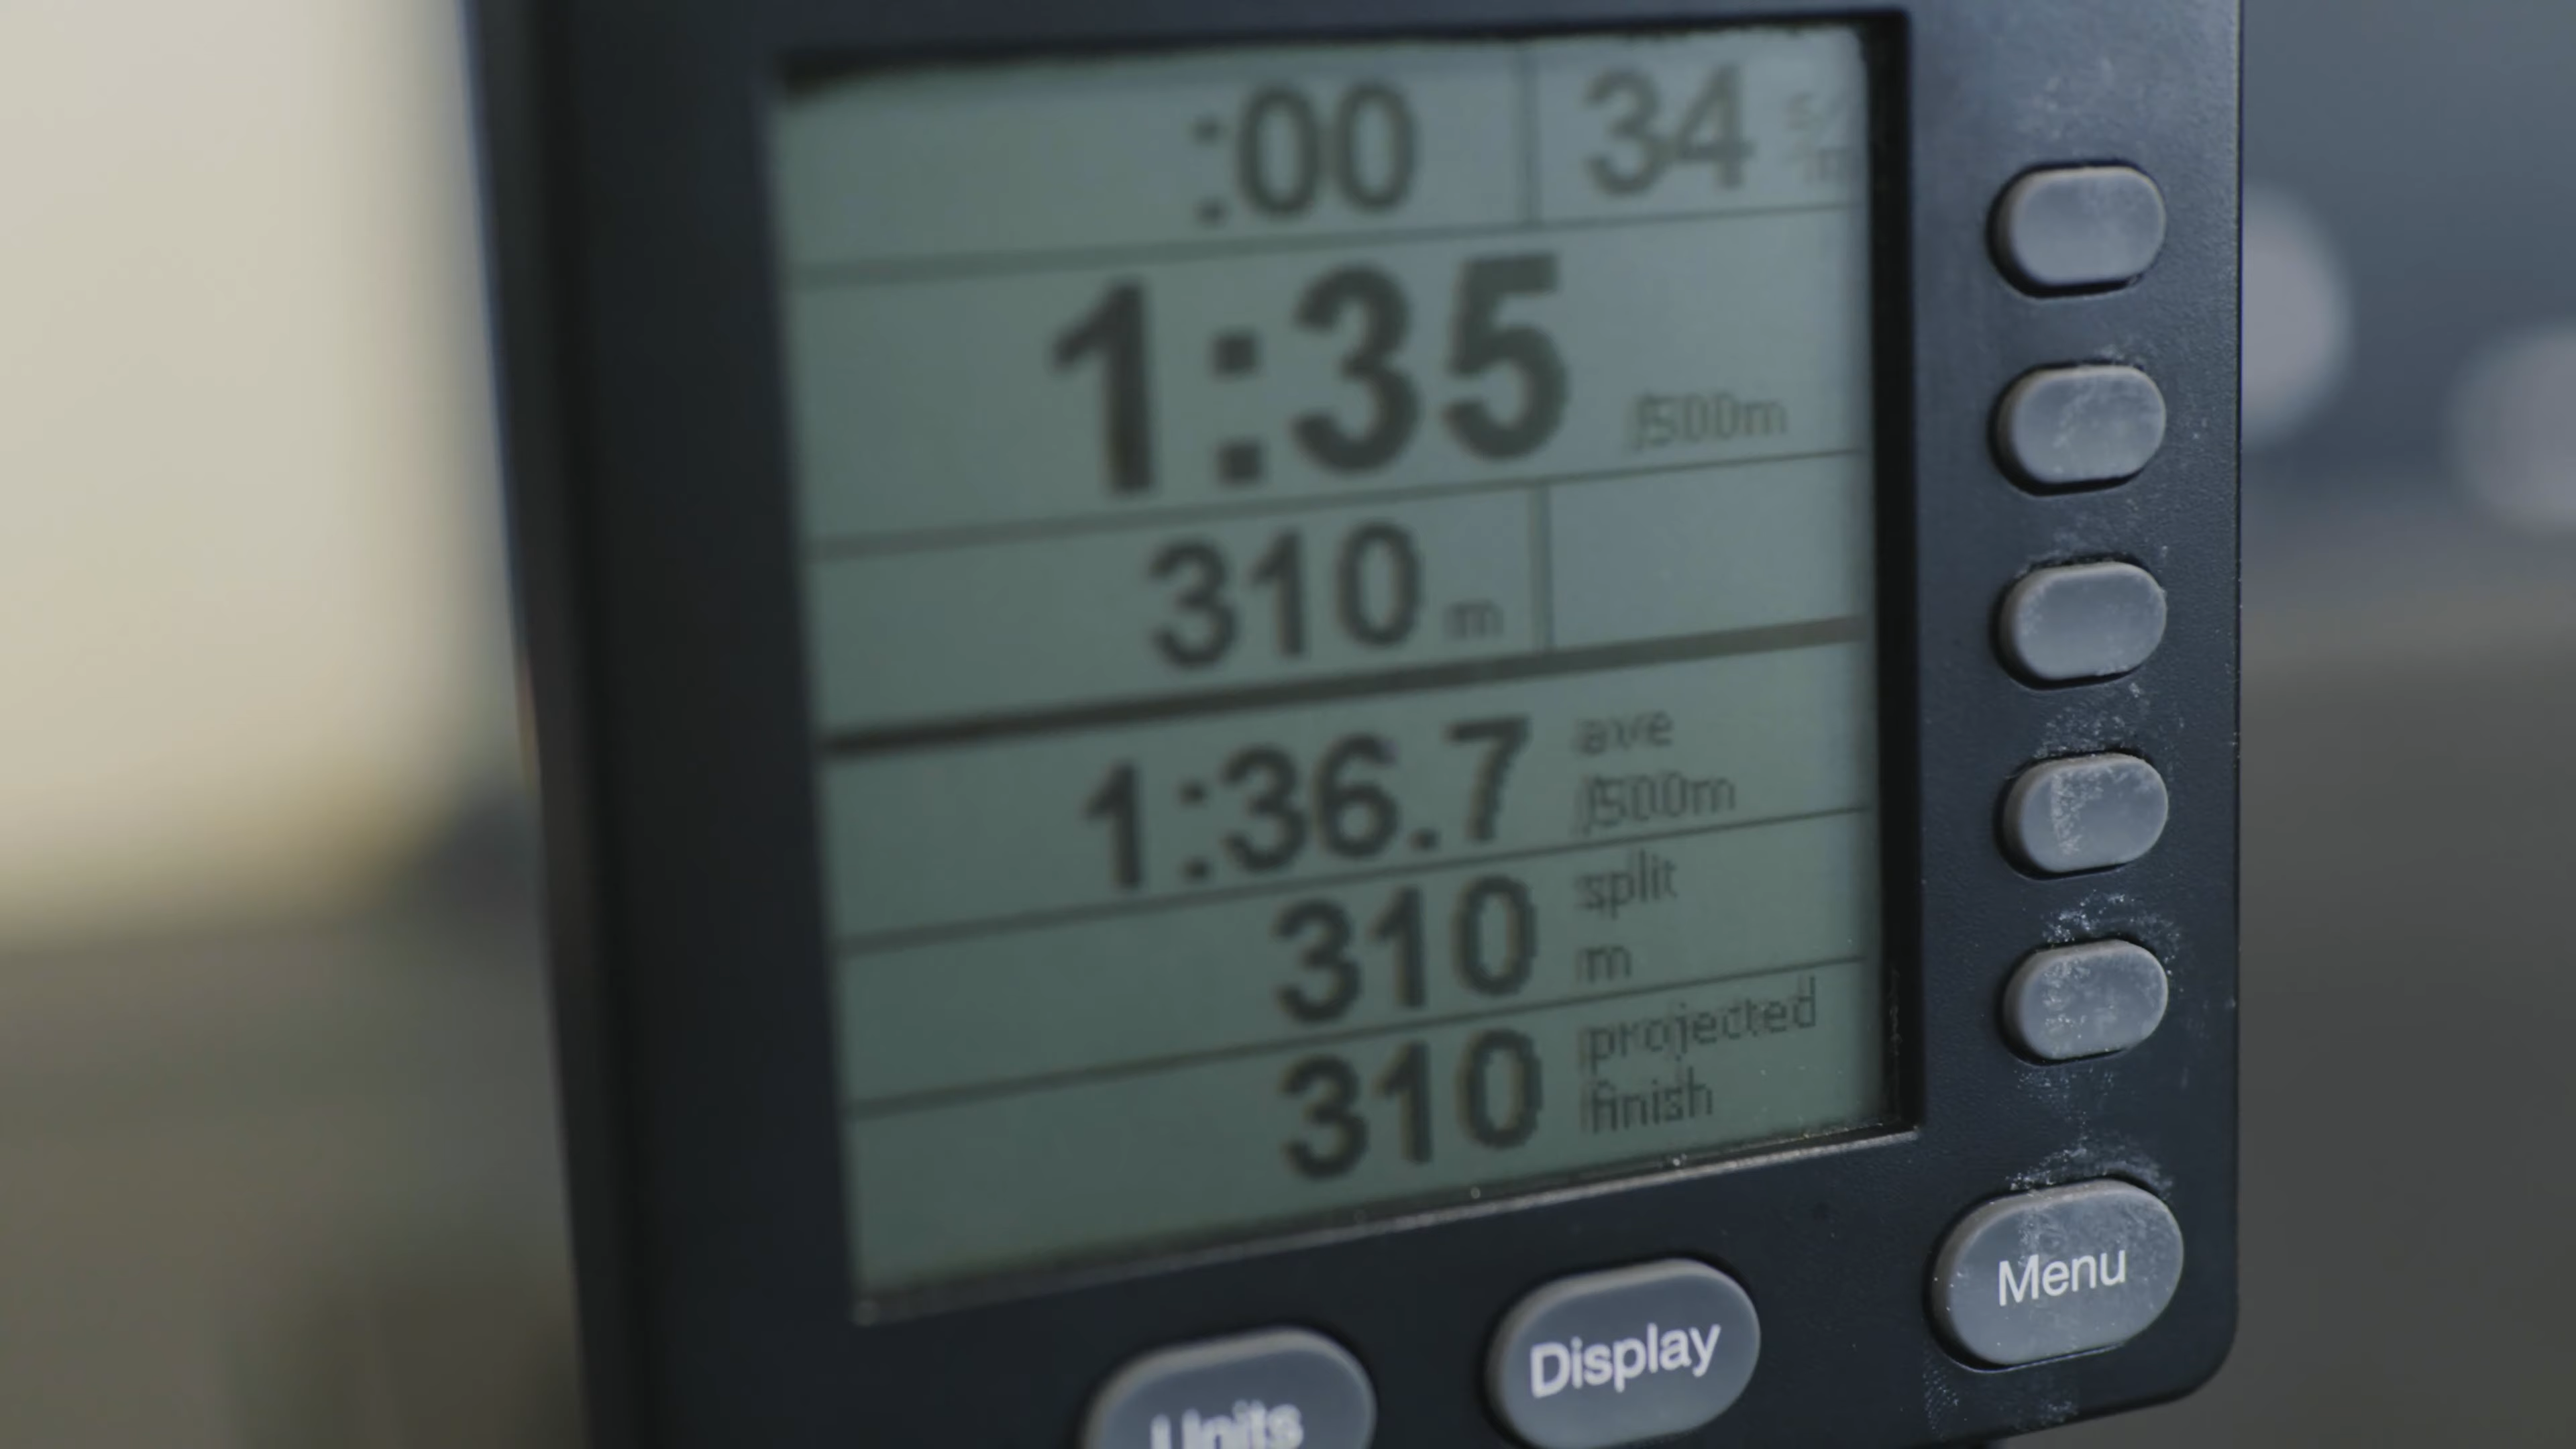 :00 34 s/m
1:35 /500m
310 m
1:36.7 ave /500m
310 split m
310 projected finish
Units Display Menu